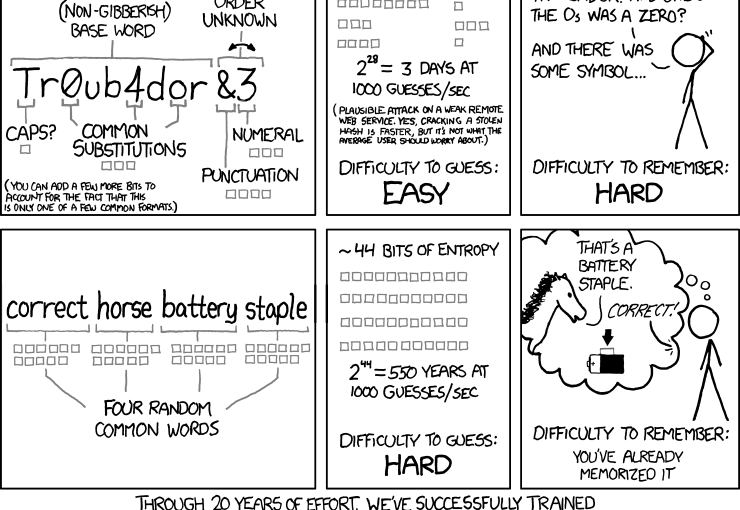 (NON-GIBBERISH)
BASE WORD
ORDER
UNKNOWN
Tr0ub4dor &3
CAPS?
COMMON
SUBSTITUTIONS
NUMERAL
PUNCTUATION
(YOU CAN ADD A FEW MORE BITS TO
ACCOUNT FOR THE FACT THAT THIS
IS ONLY ONE OF A FEW COMMON FORMATS.)
2²⁸ = 3 DAYS AT
1000 GUESSES/SEC
(PLAUSIBLE ATTACK ON A WEAK REMOTE
WEB SERVICE. YES, CRACKING A STOLEN
HASH IS FASTER, BUT IT'S NOT WHAT THE
AVERAGE USER SHOULD WORRY ABOUT.)
DIFFICULTY TO GUESS:
EASY
THE Os WAS A ZERO?
AND THERE WAS
SOME SYMBOL...
DIFFICULTY TO REMEMBER:
HARD
correct horse battery staple
FOUR RANDOM
COMMON WORDS
~44 BITS OF ENTROPY
2⁴⁴ = 550 YEARS AT
1000 GUESSES/SEC
DIFFICULTY TO GUESS:
HARD
THAT'S A
BATTERY
STAPLE.
CORRECT!
DIFFICULTY TO REMEMBER:
YOU'VE ALREADY
MEMORIZED IT
THROUGH 20 YEARS OF EFFORT, WE'VE SUCCESSFULLY TRAINED